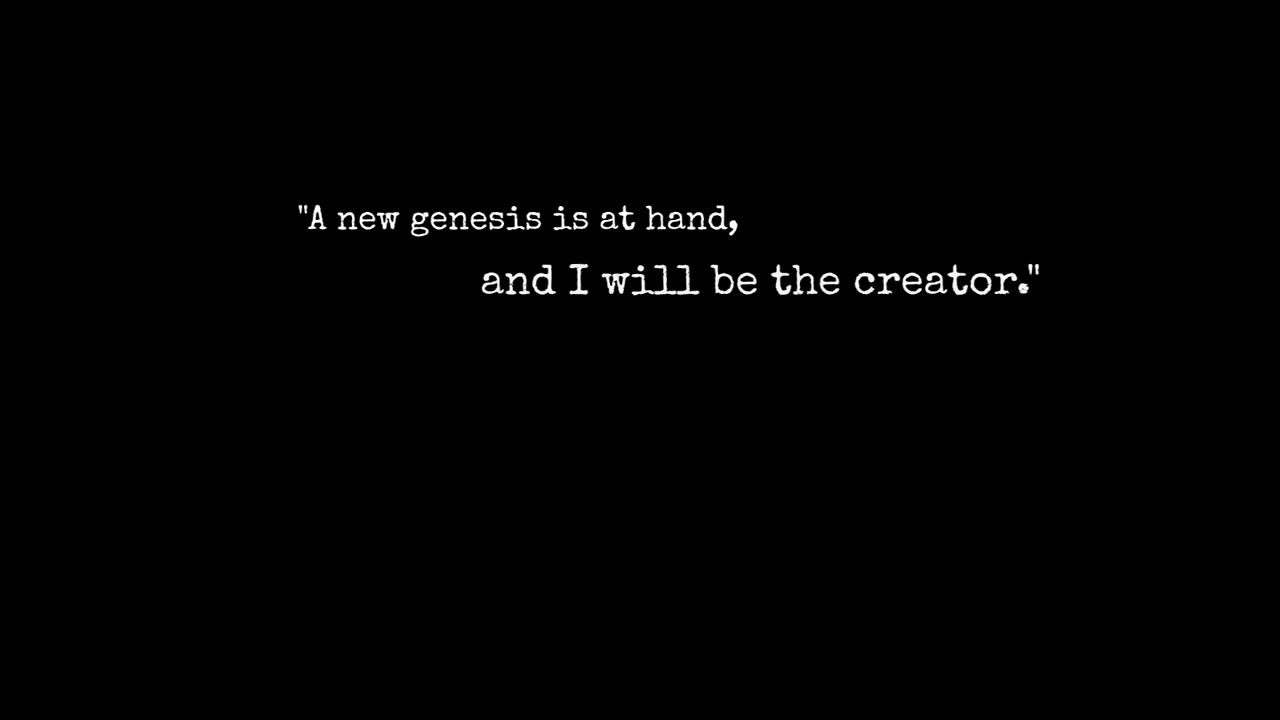 "A new genesis is at hand,
and I will be the creator."